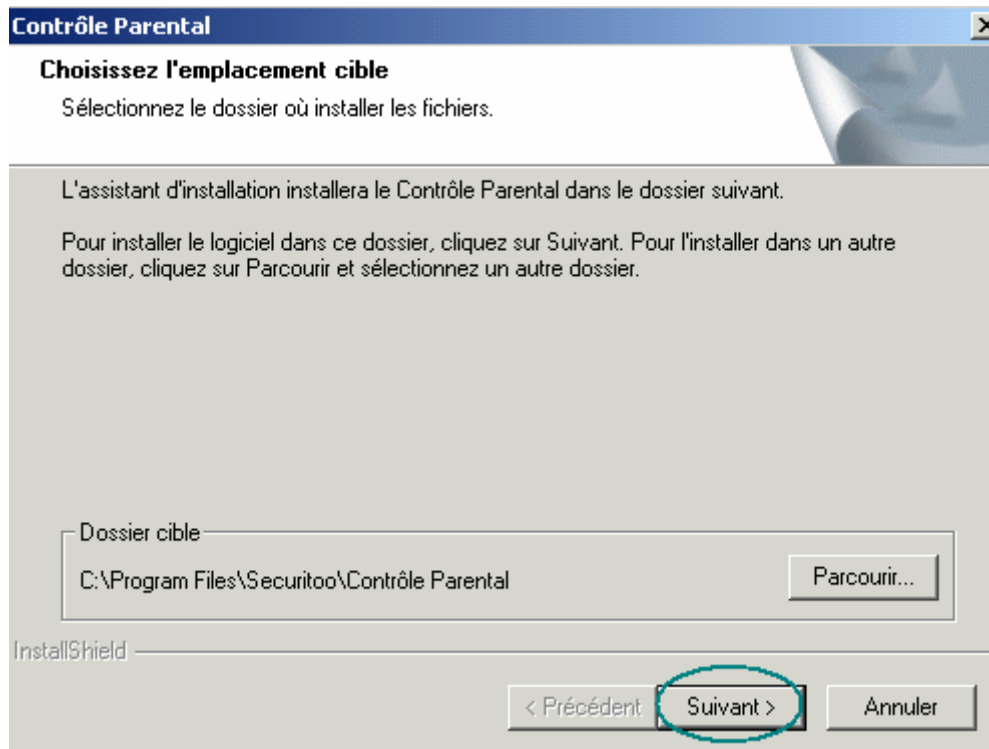 Contrôle Parental
Choisissez l'emplacement cible
Sélectionnez le dossier où installer les fichiers.
L'assistant d'installation installera le Contrôle Parental dans le dossier suivant.
Pour installer le logiciel dans ce dossier, cliquez sur Suivant. Pour l'installer dans un autre
dossier, cliquez sur Parcourir et sélectionnez un autre dossier.
Dossier cible
C:\Program Files\Securitoo\Contrôle Parental
Parcourir...
InstallShield
< Précédent
Suivant >
Annuler